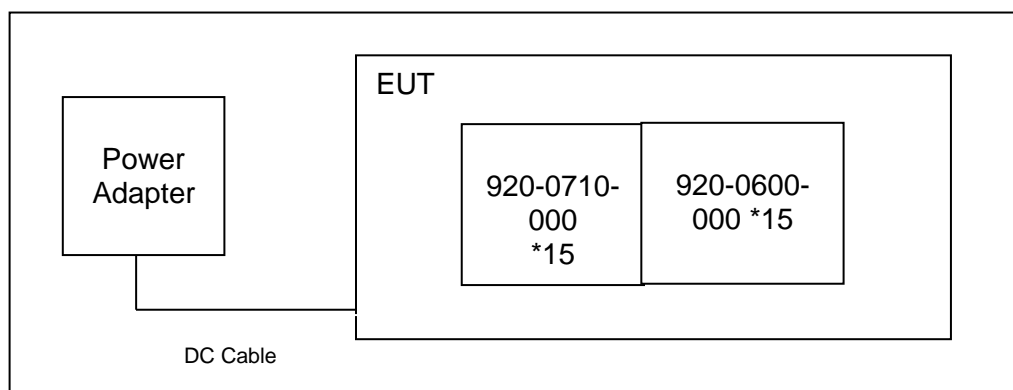 EUT
Power
Adapter
920-0710-
000
*15
920-0600-
000 *15
DC Cable